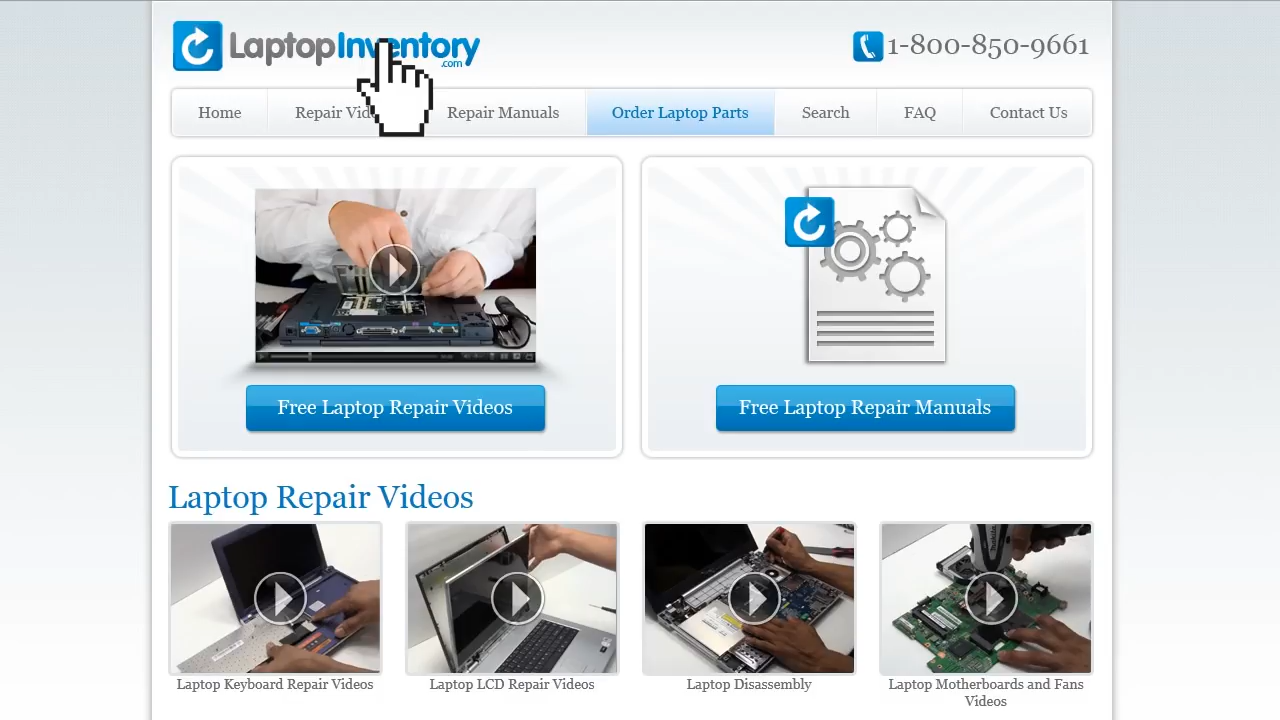 LaptopInventory
.com
1-800-850-9661
Home
Repair
Repair Manuals
Order Laptop Parts
Search
FAQ
Contact Us
Free Laptop Repair Videos
Free Laptop Repair Manuals
Laptop Repair Videos
Laptop Keyboard Repair Videos
Laptop LCD Repair Videos
Laptop Disassembly
Laptop Motherboards and Fans
Videos